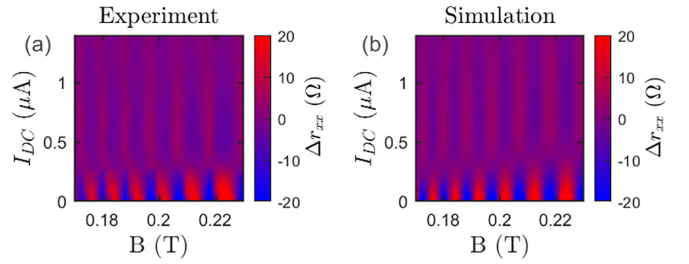 Experiment
(a)
I_DC (μA)
1
0.5
0
0.18
0.2
0.22
B (T)
20
10
0
-10
-20
Δr_xx (Ω)
Simulation
(b)
I_DC (μA)
1
0.5
0
0.18
0.2
0.22
B (T)
20
10
0
-10
-20
Δr_xx (Ω)